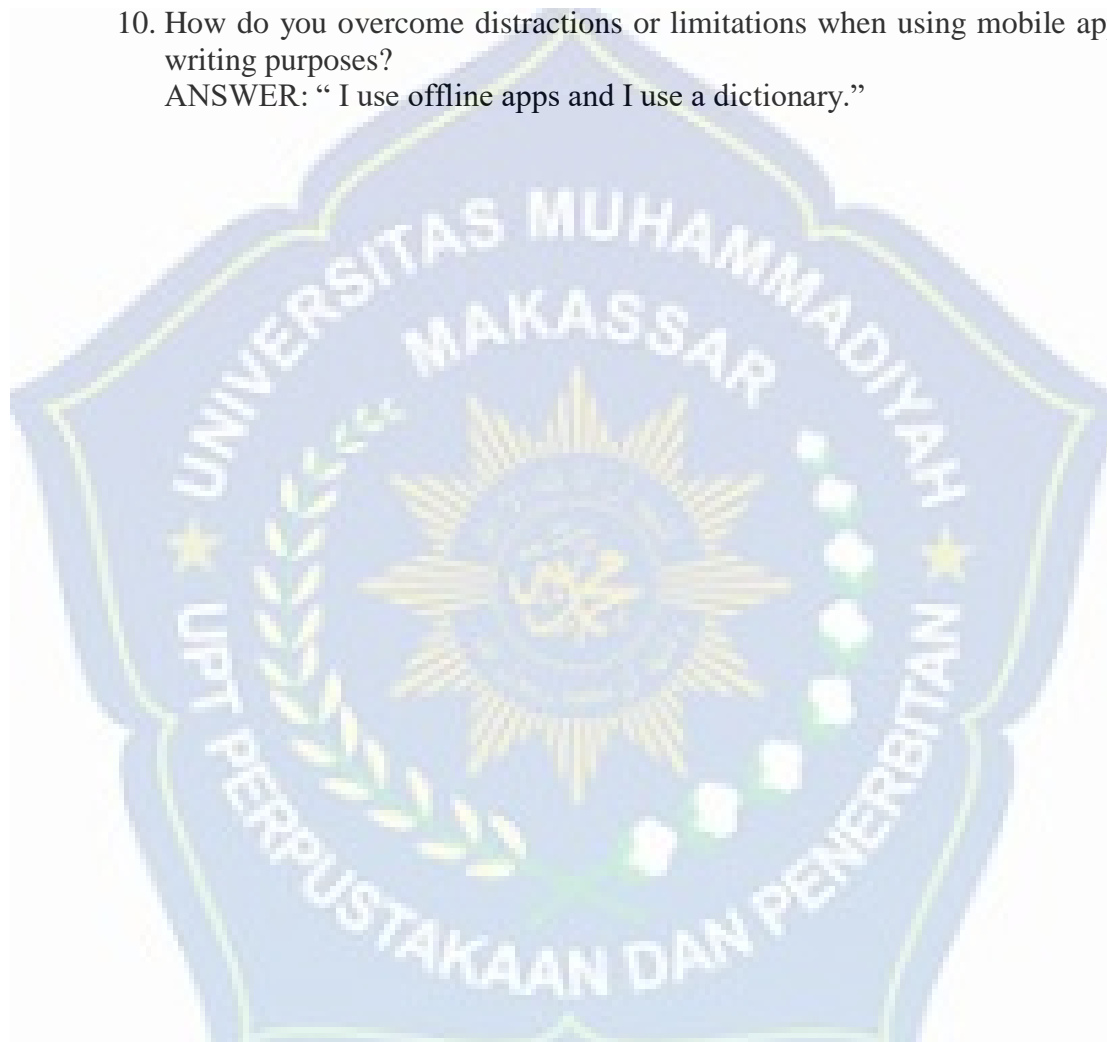 10. How do you overcome distractions or limitations when using mobile ap
writing purposes?
ANSWER: “ I use offline apps and I use a dictionary.”
UNIVERSITAS MUHAMMADIYAH
MAKASSAR
UPT PERPUSTAKAAN DAN PENERBITAN